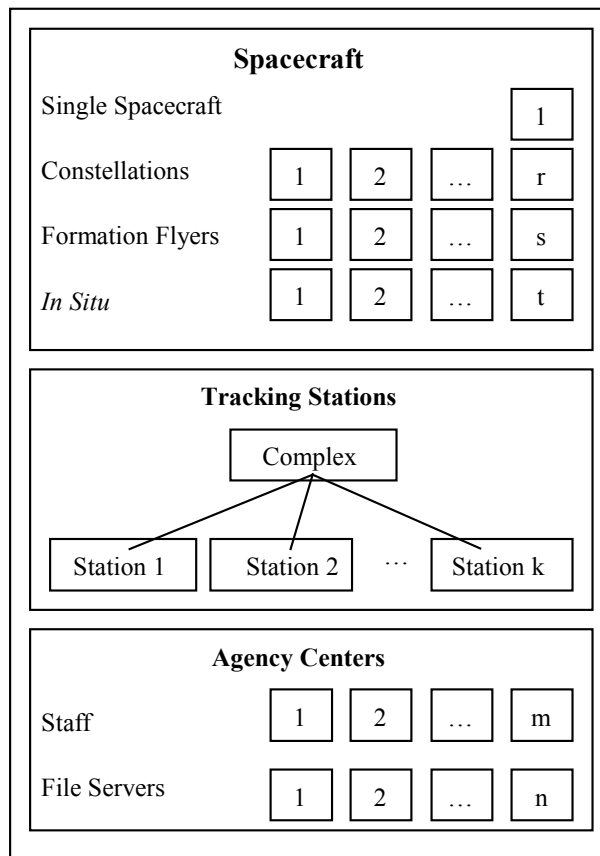 Spacecraft
Single Spacecraft 1
Constellations 1 2 … r
Formation Flyers 1 2 … s
In Situ 1 2 … t
Tracking Stations
Complex
Station 1 Station 2 … Station k
Agency Centers
Staff 1 2 … m
File Servers 1 2 … n